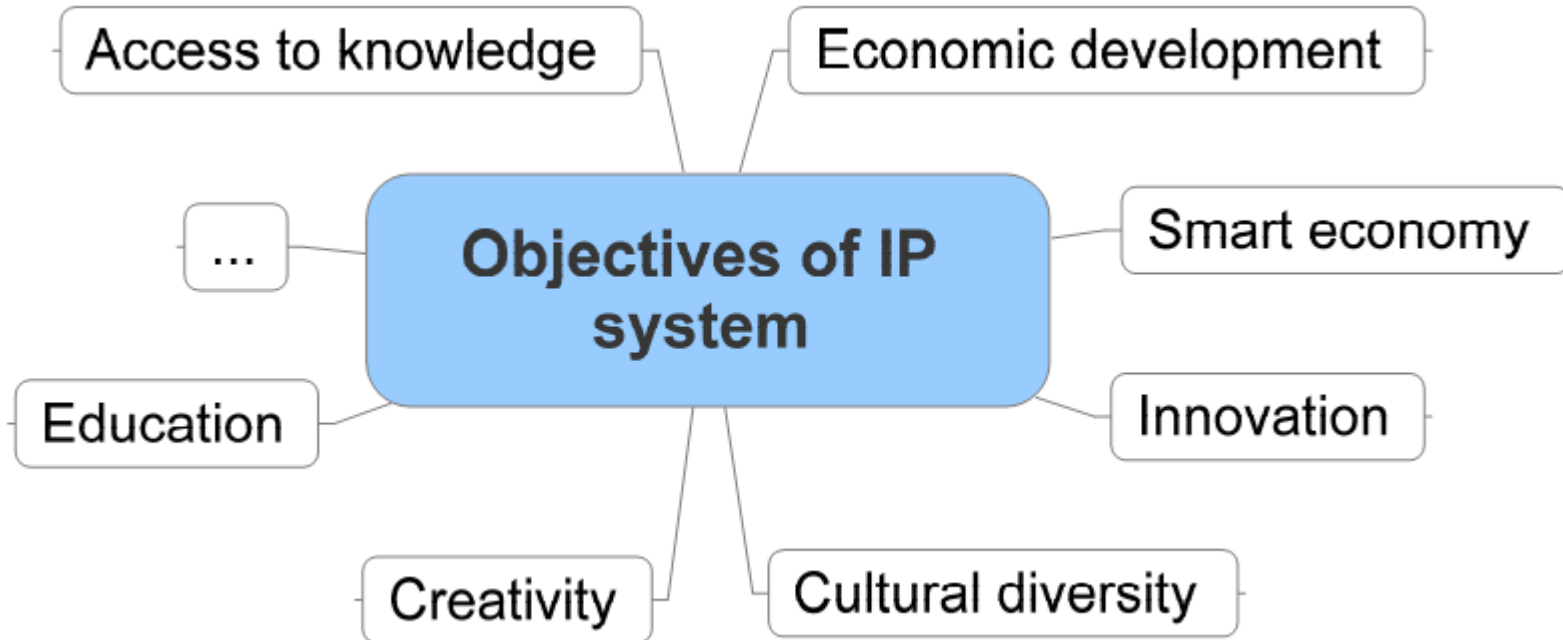 Access to knowledge
Economic development
...
Objectives of IP
system
Smart economy
Education
Innovation
Creativity
Cultural diversity